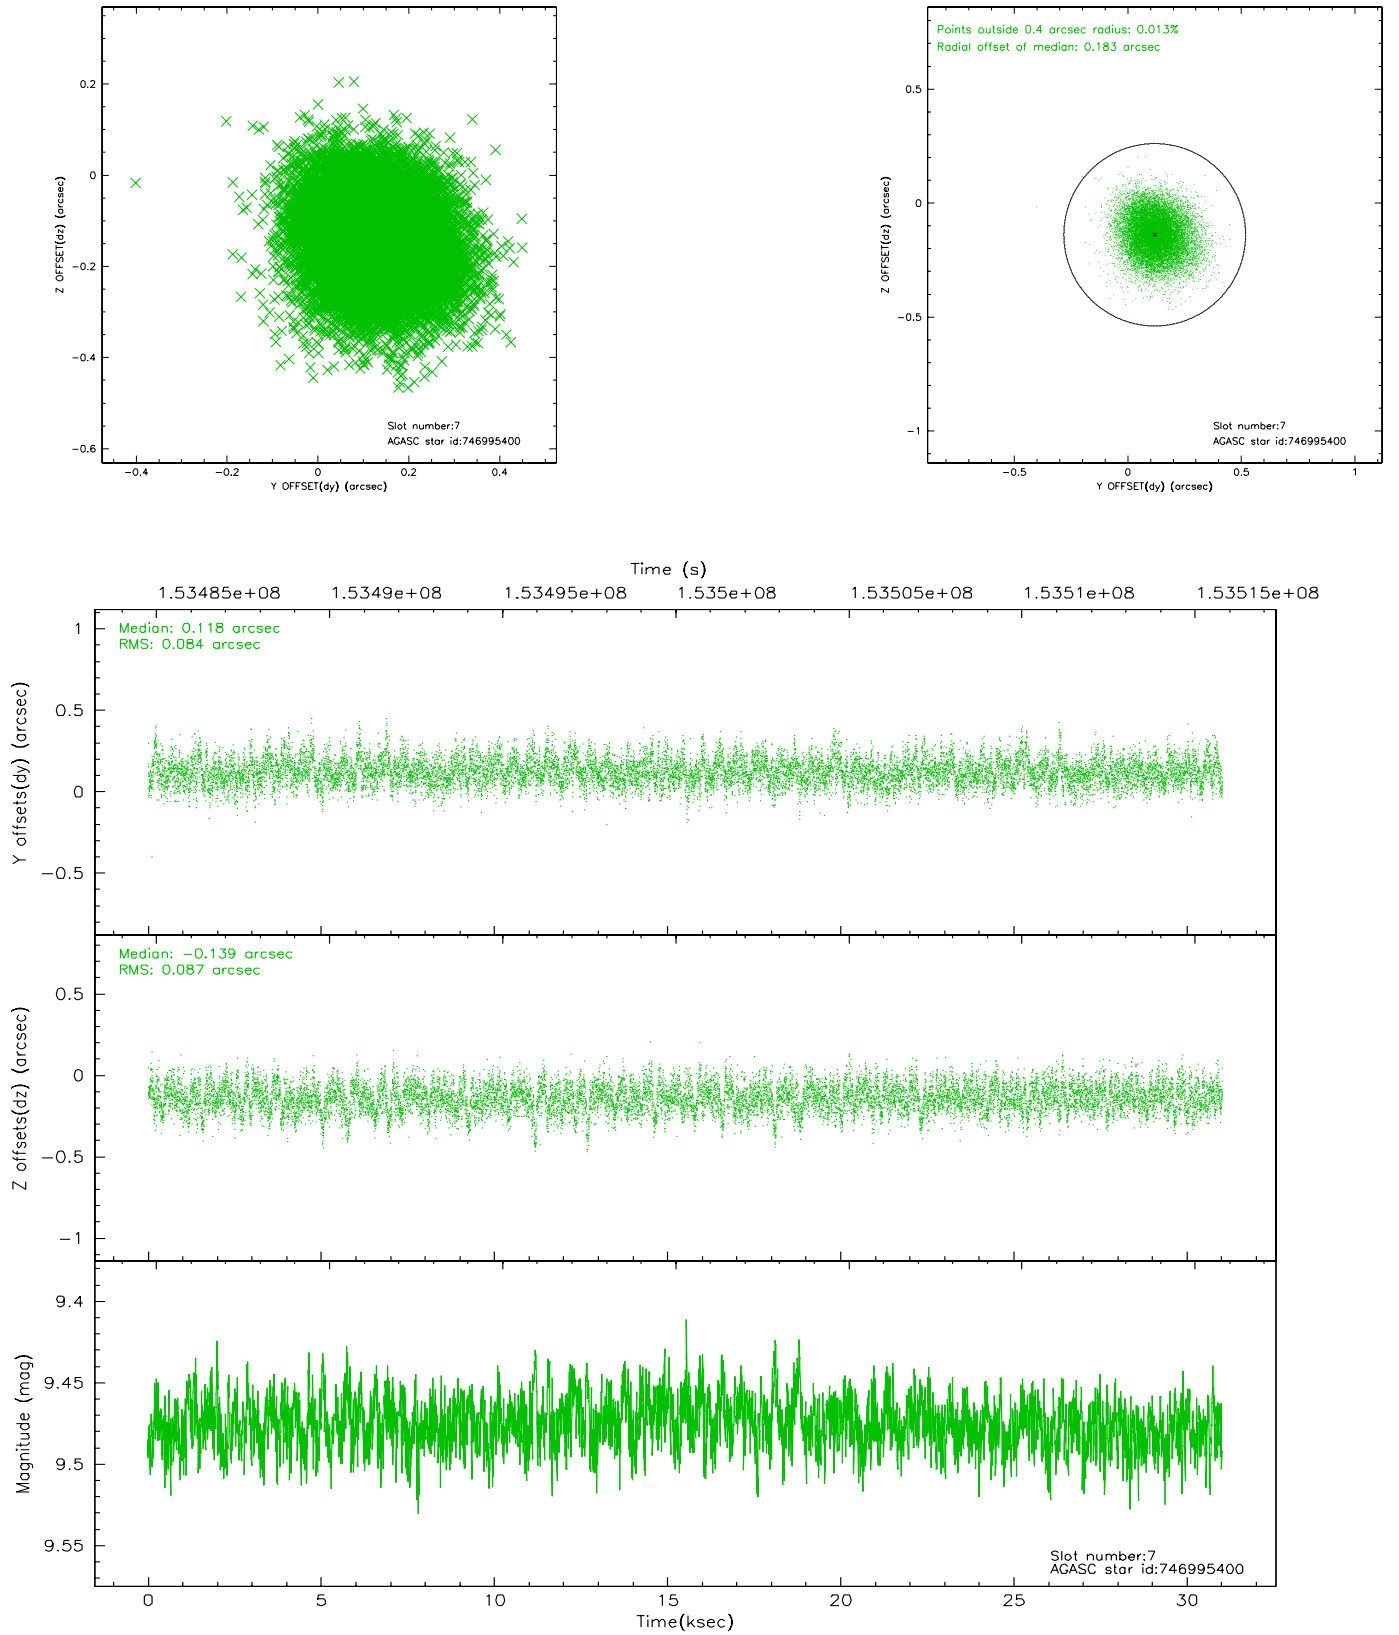 0.2
0
−0.2
−0.4
−0.6
Z OFFSET(dz) (arcsec)
Slot number:7
AGASC star id:746995400
−0.4
−0.2
0
0.2
0.4
Y OFFSET(dy) (arcsec)
Points outside 0.4 arcsec radius: 0.013%
Radial offset of median: 0.183 arcsec
0.5
0
−0.5
−1
Z OFFSET(dz) (arcsec)
Slot number:7
AGASC star id:746995400
−0.5
0
0.5
1
Y OFFSET(dy) (arcsec)
Time (s)
1.53485e+08
1.5349e+08
1.53495e+08
1.535e+08
1.53505e+08
1.5351e+08
1.53515e+08
Median: 0.118 arcsec
RMS: 0.084 arcsec
1
0.5
0
−0.5
Y offsets(dy) (arcsec)
Median: −0.139 arcsec
RMS: 0.087 arcsec
0.5
0
−0.5
−1
Z offsets(dz) (arcsec)
9.4
9.45
9.5
9.55
Magnitude (mag)
Slot number:7
AGASC star id:746995400
0
5
10
15
20
25
30
Time(ksec)